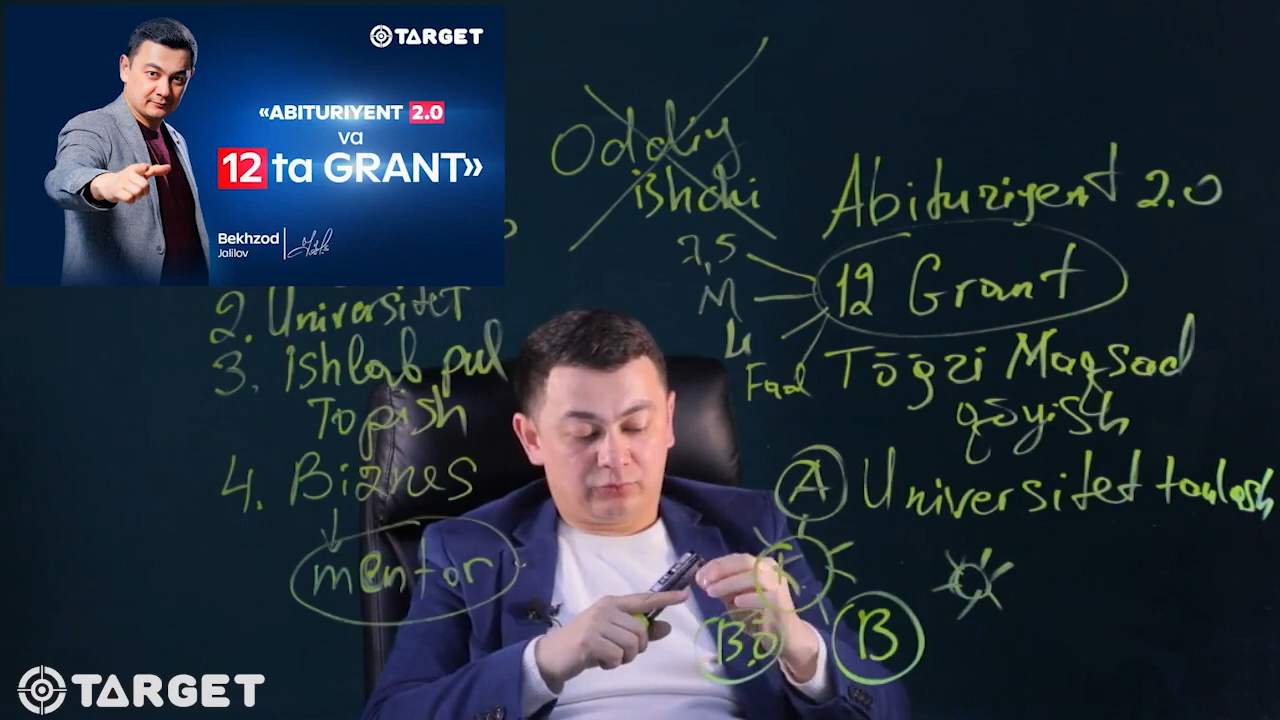 TARGET
«ABITURIYENT 2.0
va
12 ta GRANT»
Bekhzod
Jalilov
Oddiy
ishchi
2. Universitet
3. Ishlab pul
Topish
4. Biznes
mentor
Abituriyent 2.0
7,5
M
12 Grant
Fad
Tōgri Maqsad
qōyish
A Universitet tanlash
K
B.O
B
TARGET